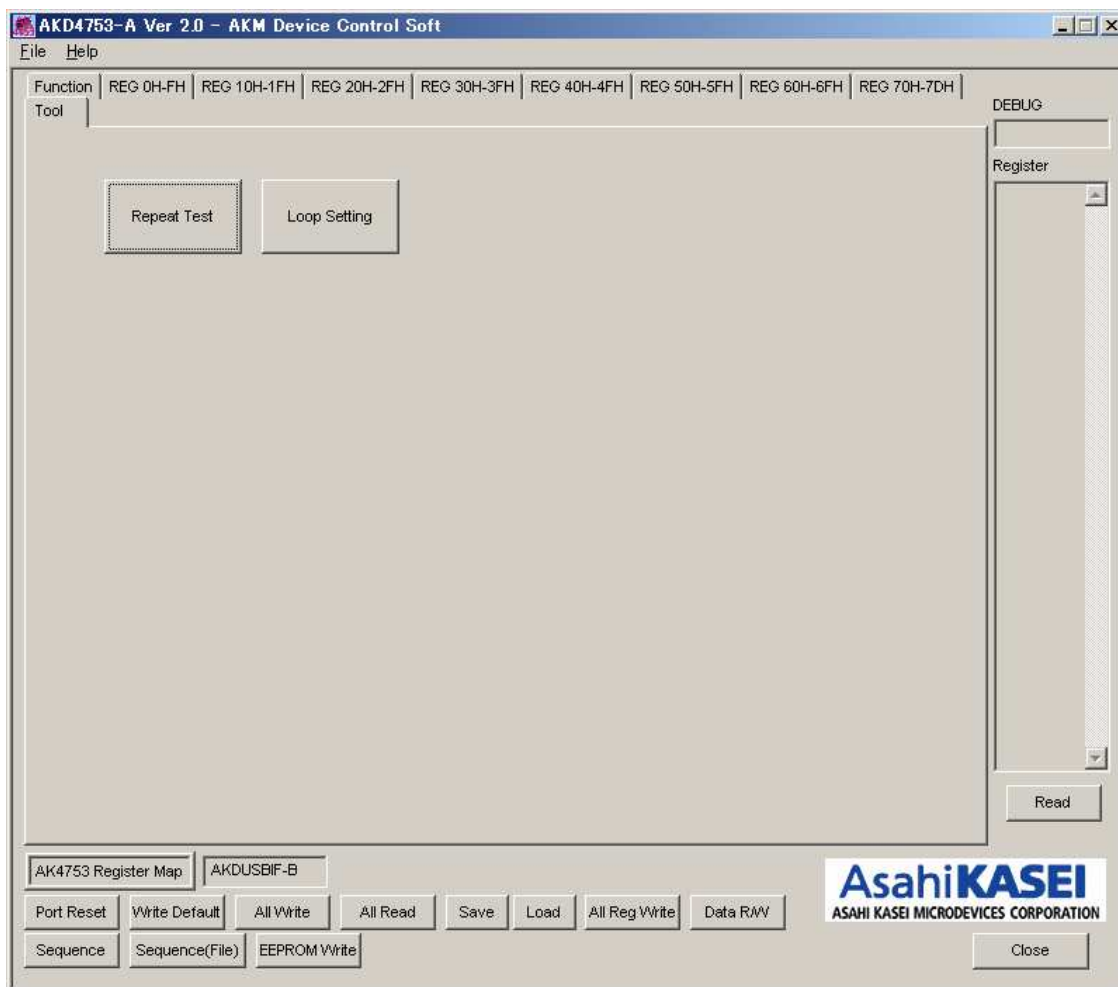 AKD4753-A Ver 2.0 - AKM Device Control Soft
File Help
Function REG 0H-FH REG 10H-1FH REG 20H-2FH REG 30H-3FH REG 40H-4FH REG 50H-5FH REG 60H-6FH REG 70H-7DH
Tool
DEBUG
Register
Repeat Test Loop Setting
Read
AK4753 Register Map AKDUSBIF-B
AsahiKASEI
ASAHI KASEI MICRODEVICES CORPORATION
Port Reset Write Default All Write All Read Save Load All Reg Write Data R/W
Sequence Sequence(File) EEPROM Write Close